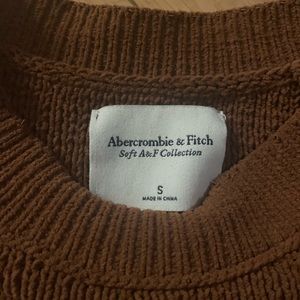 Abercrombie & Fitch
Soft A&F Collection
S
MADE IN CHINA